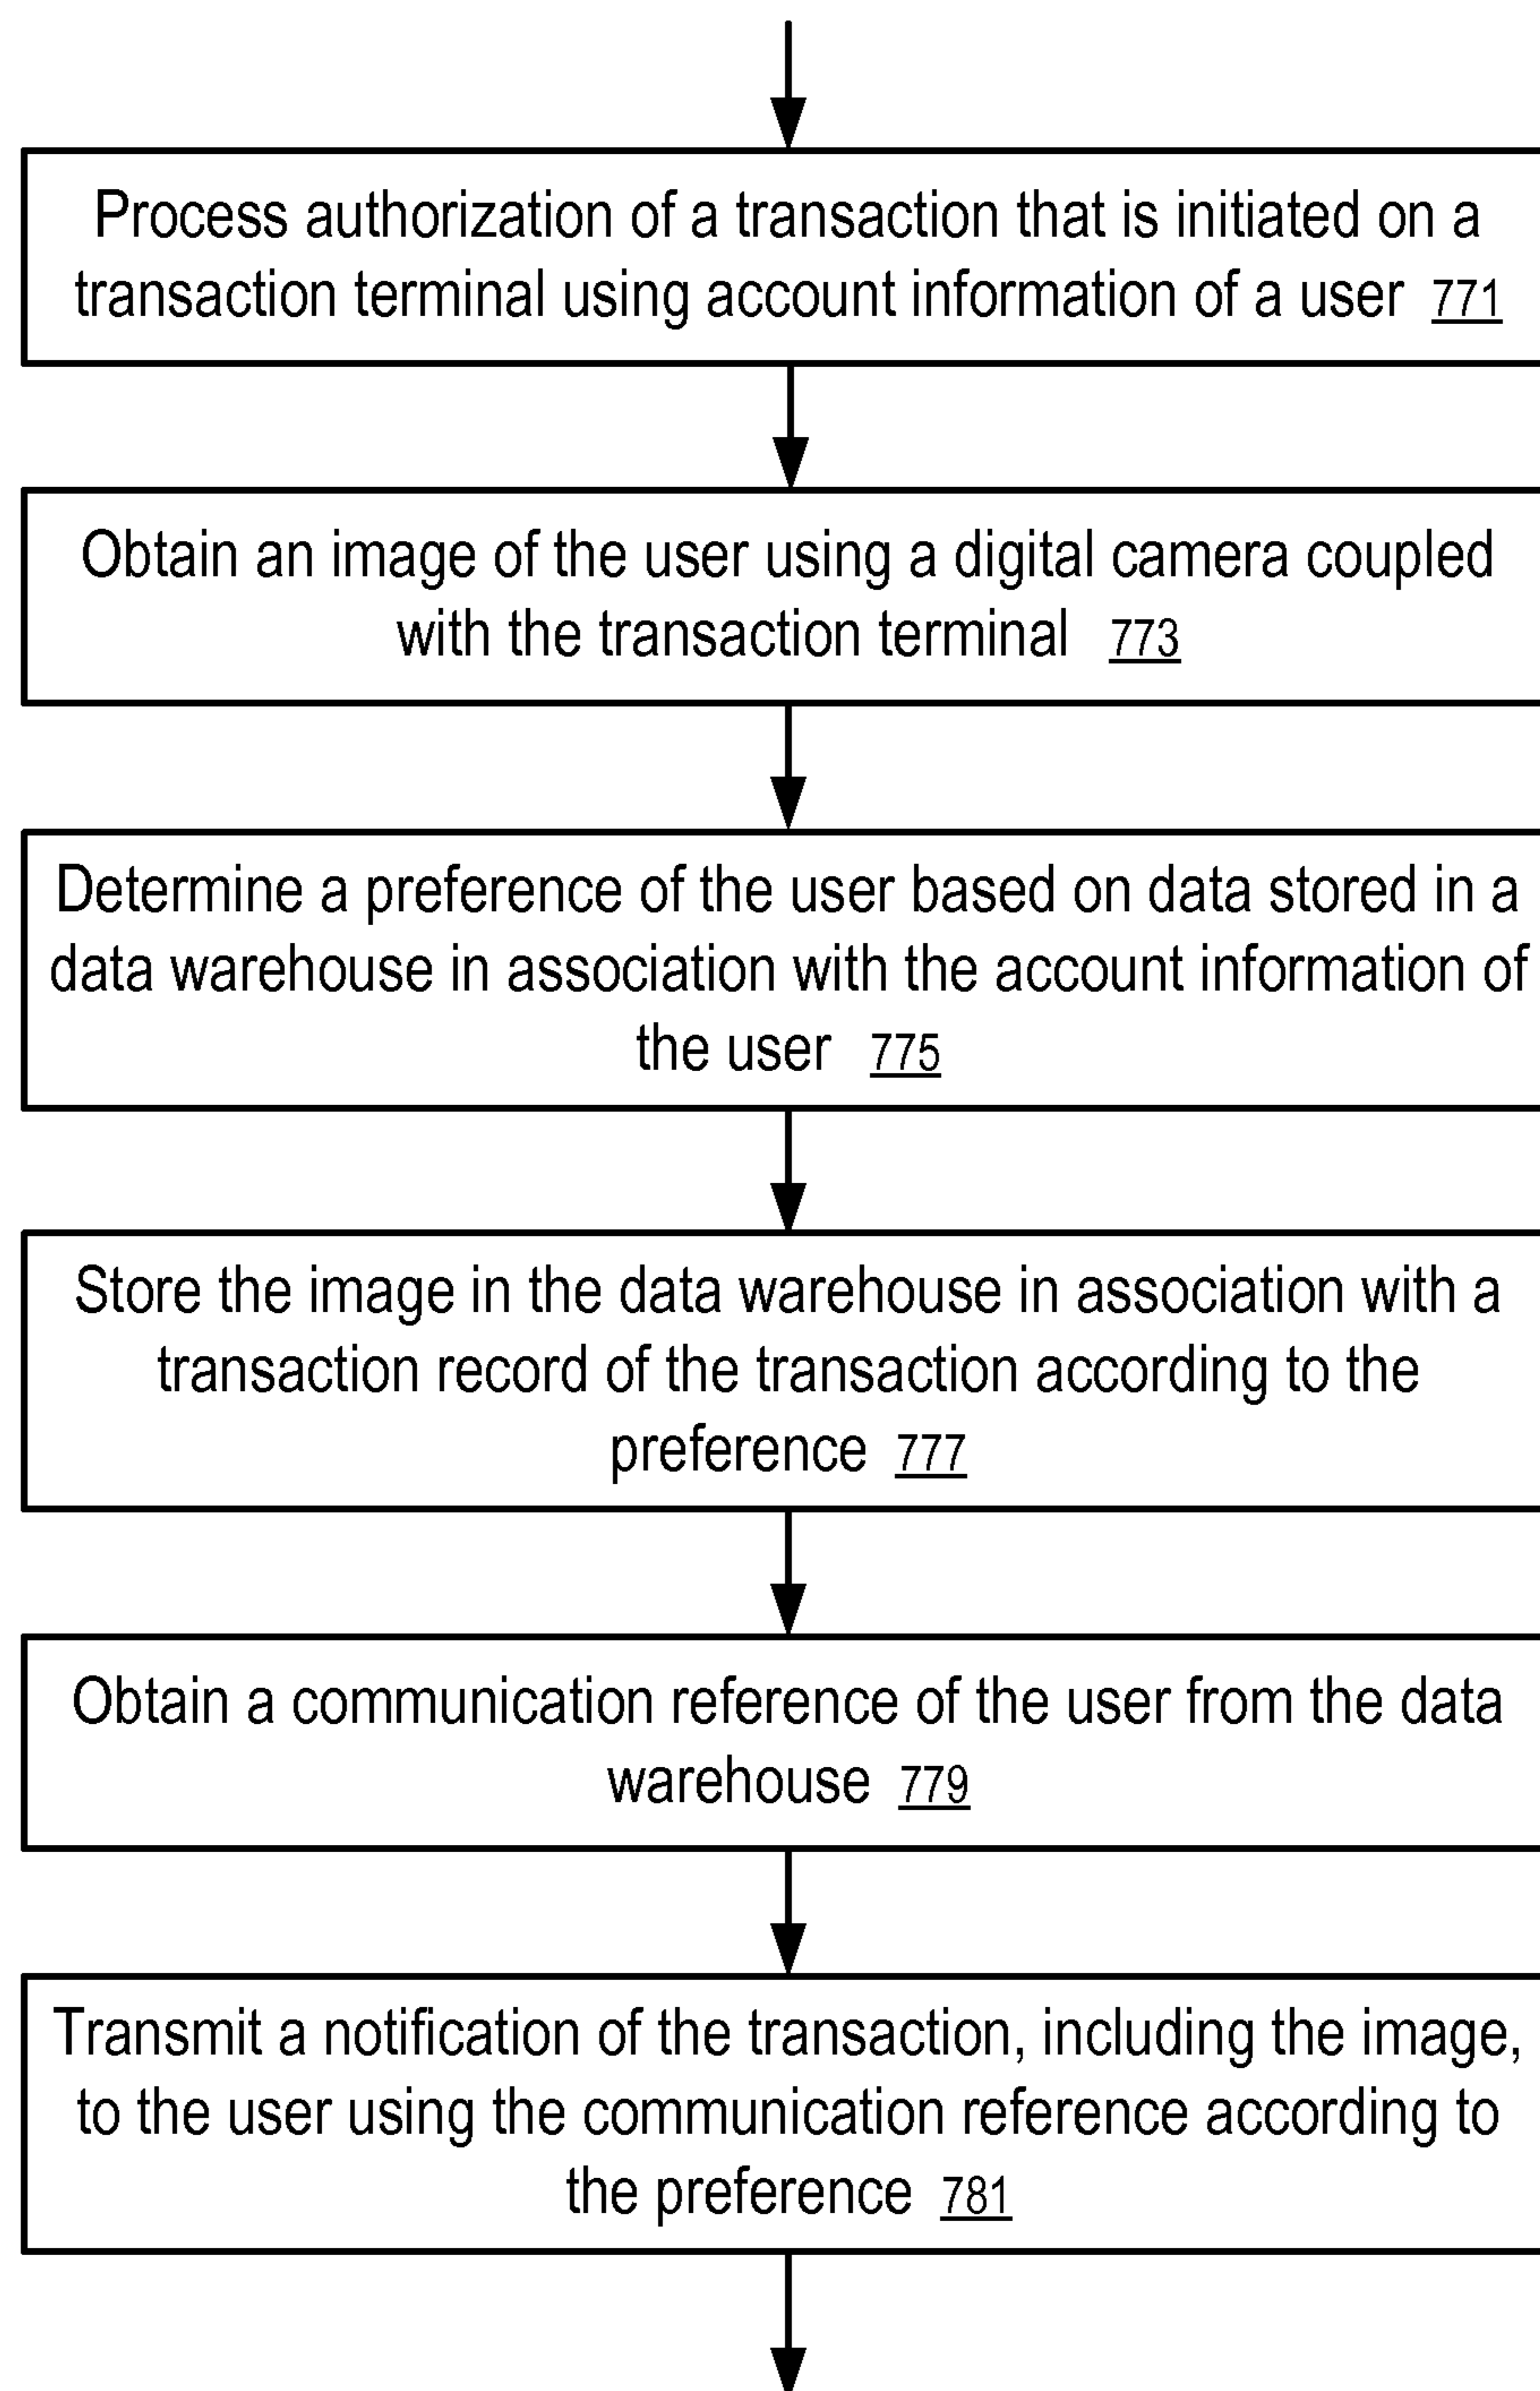 Process authorization of a transaction that is initiated on a
transaction terminal using account information of a user 771
Obtain an image of the user using a digital camera coupled
with the transaction terminal 773
Determine a preference of the user based on data stored in a
data warehouse in association with the account information of
the user 775
Store the image in the data warehouse in association with a
transaction record of the transaction according to the
preference 777
Obtain a communication reference of the user from the data
warehouse 779
Transmit a notification of the transaction, including the image,
to the user using the communication reference according to
the preference 781